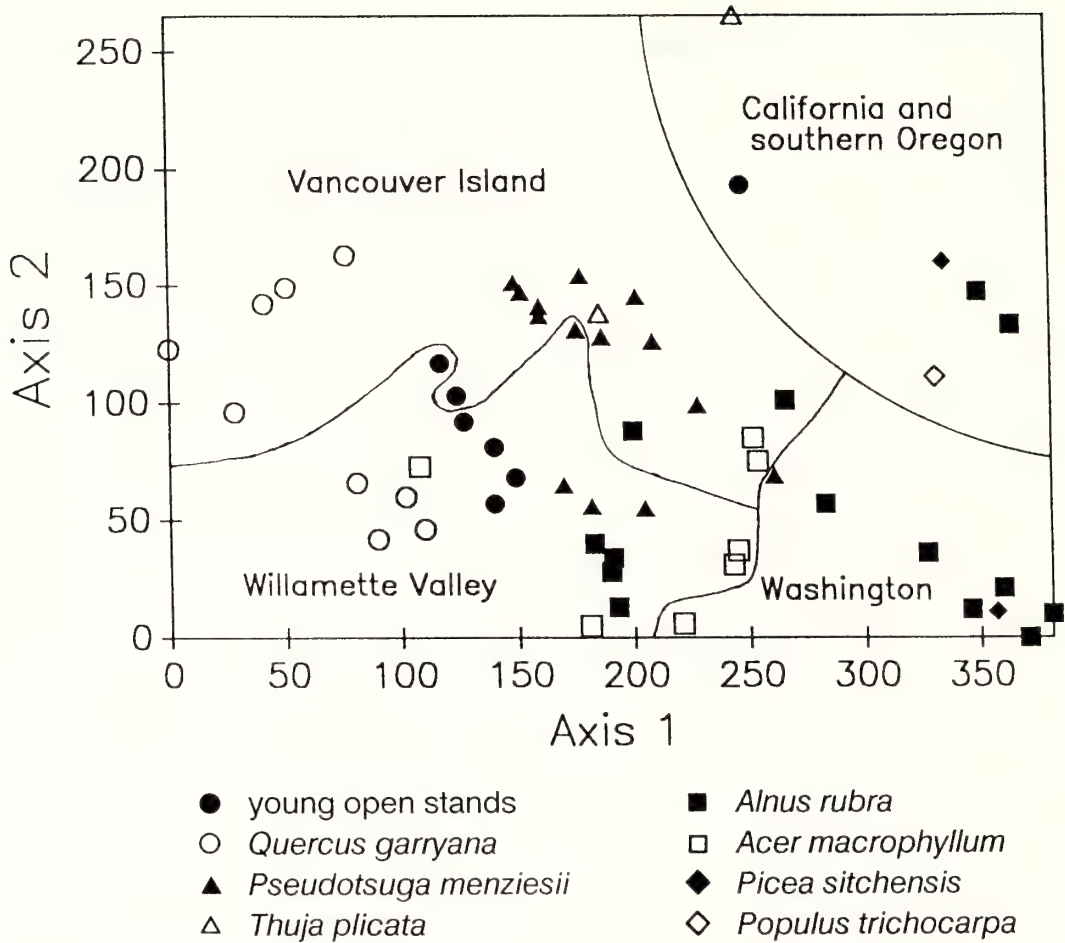 250
200
150
100
50
0
Axis 2
Vancouver Island
California and
southern Oregon
Willamette Valley
Washington
0 50 100 150 200 250 300 350
Axis 1
young open stands
Quercus garryana
Pseudotsuga menziesii
Thuja plicata
Alnus rubra
Acer macrophyllum
Picea sitchensis
Populus trichocarpa